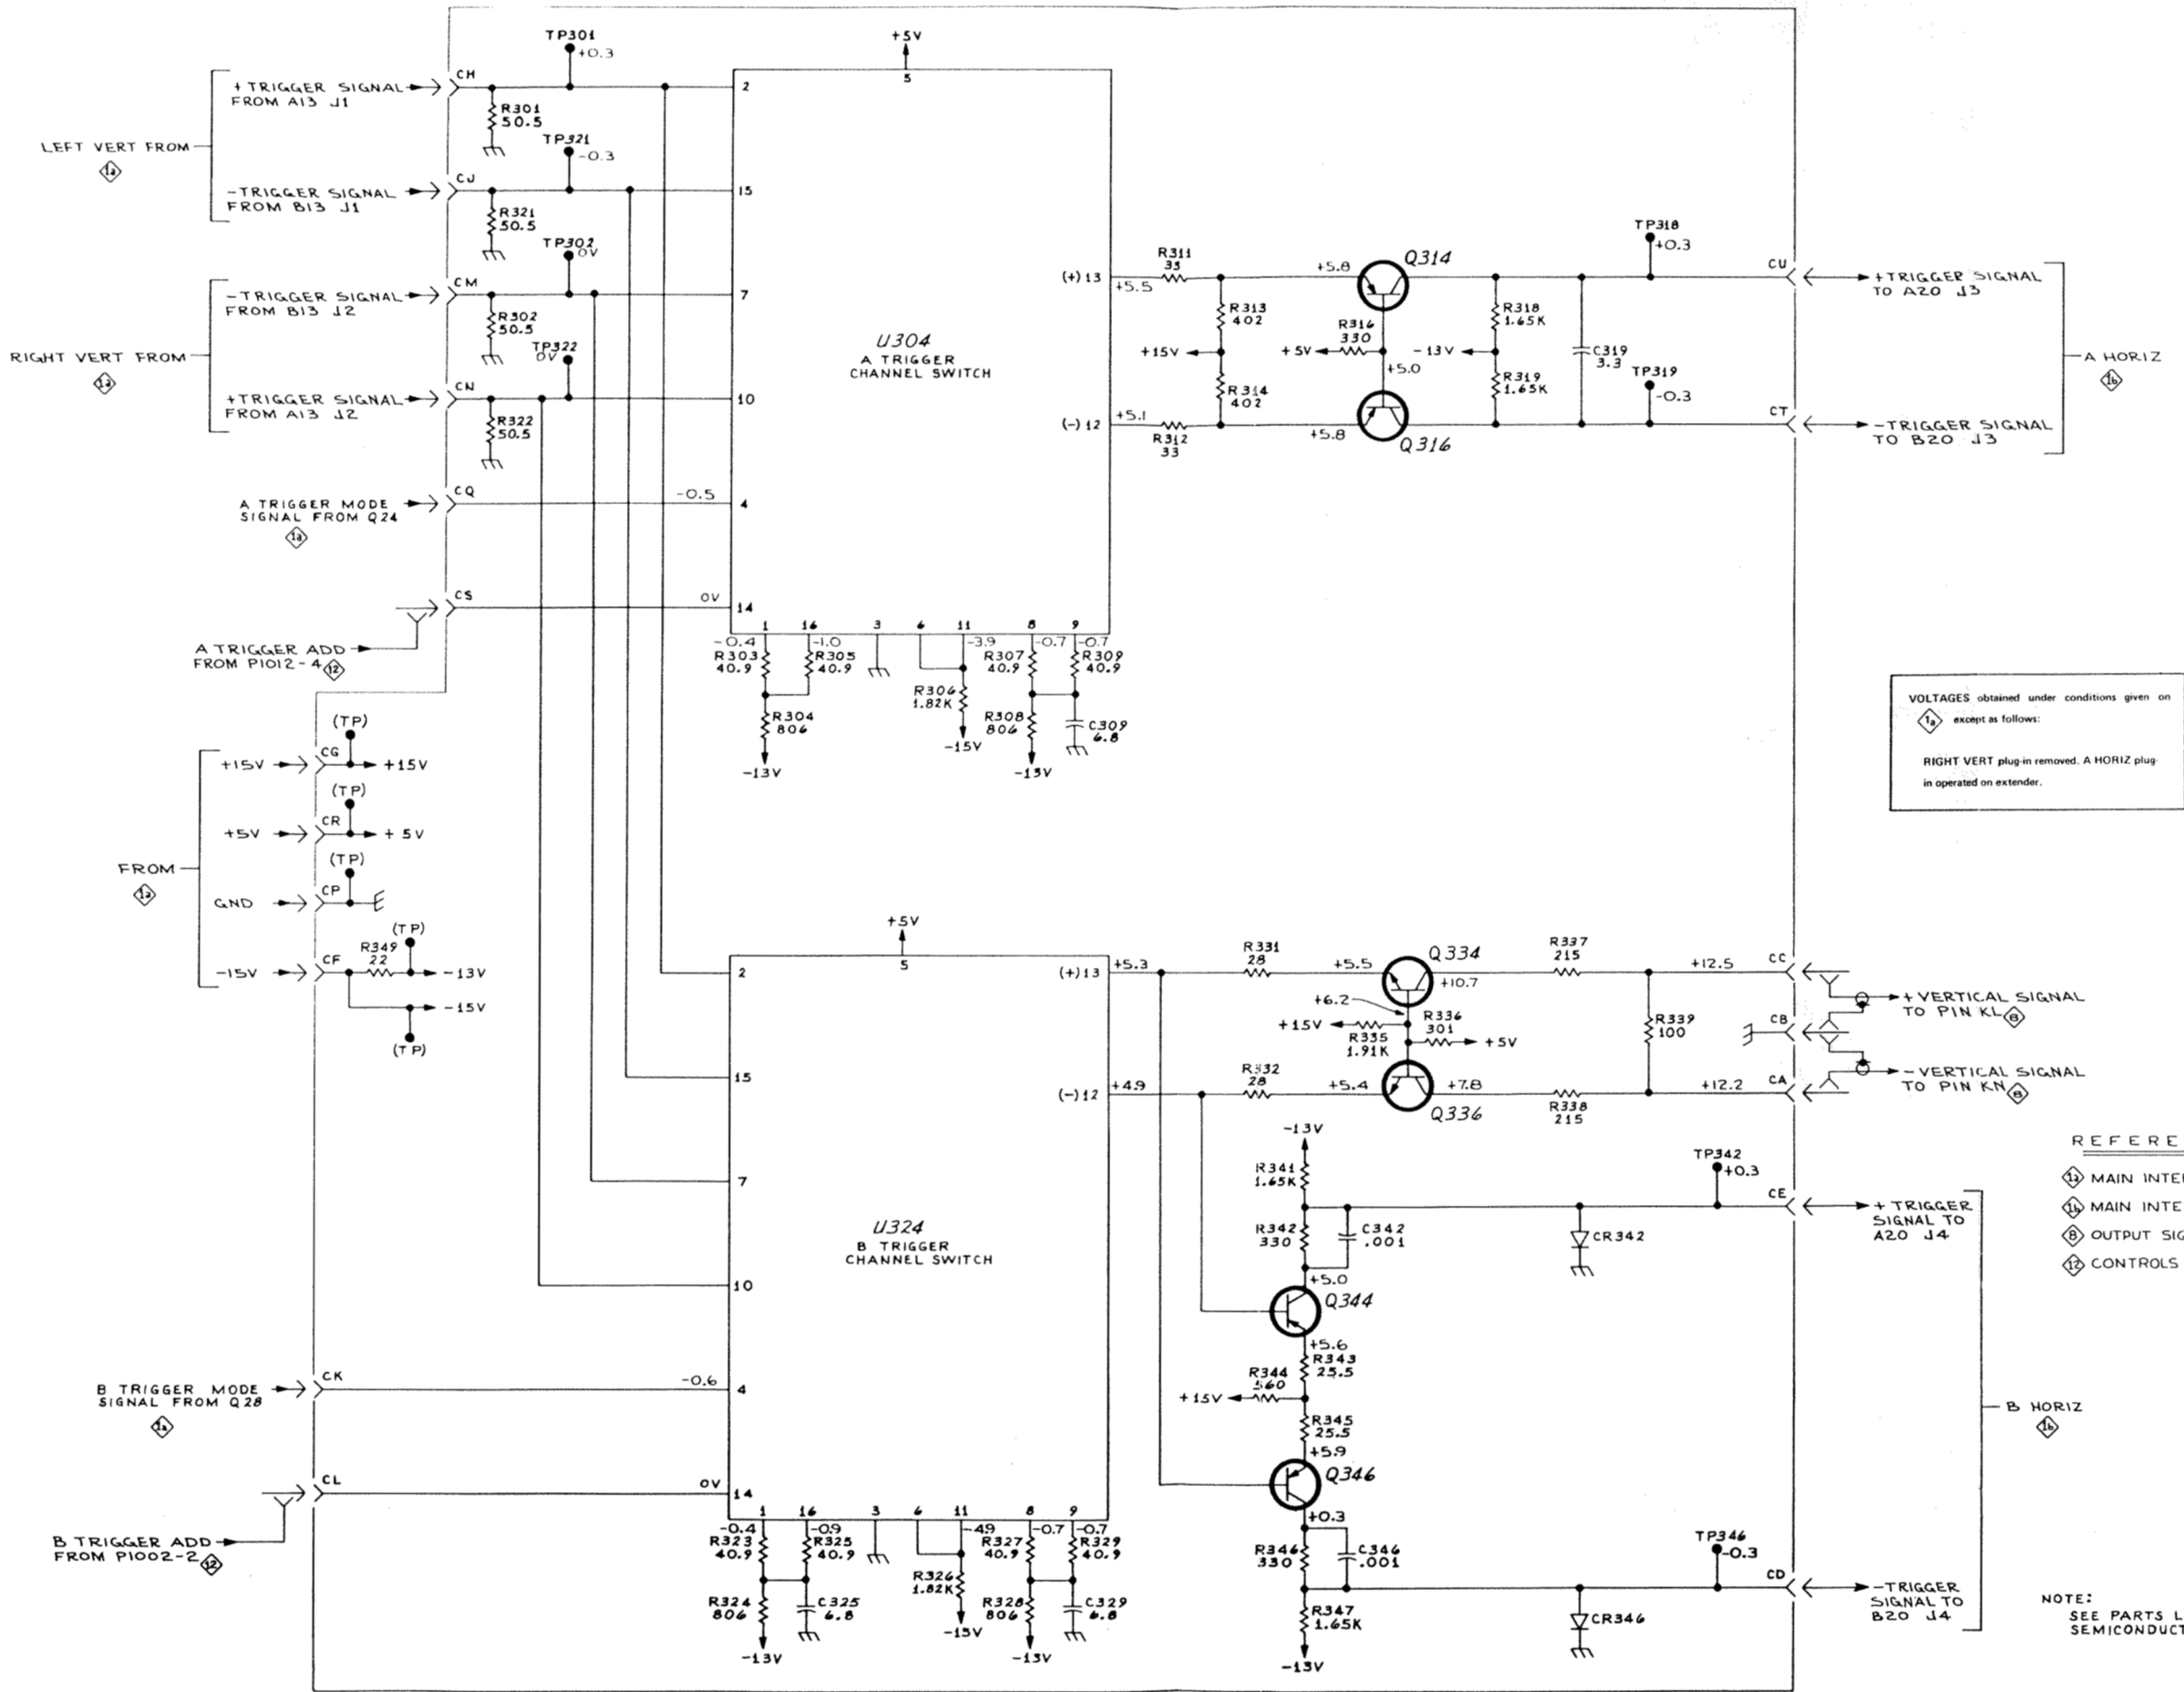 LEFT VERT FROM
1a
+ TRIGGER SIGNAL
FROM A13 J1
CH
TP301
+0.3
R301
50.5
- TRIGGER SIGNAL
FROM B13 J1
CJ
TP321
-0.3
R321
50.5
RIGHT VERT FROM
1a
- TRIGGER SIGNAL
FROM B13 J2
CM
TP302
0V
R302
50.5
+ TRIGGER SIGNAL
FROM A13 J2
CN
TP322
0V
R322
50.5
A TRIGGER MODE
SIGNAL FROM Q24
1a
CQ
-0.5
CS
0V
A TRIGGER ADD
FROM P1012-4 12
+5V
5
2
15
7
10
4
14
U304
A TRIGGER
CHANNEL SWITCH
(+)13
(-)12
1
16
3
6
11
8
9
-0.4
-1.0
-3.9
-0.7
-0.7
R303
40.9
R305
40.9
R304
806
-13V
R306
1.82K
-15V
R307
40.9
R309
40.9
R308
806
C309
6.8
-13V
+5.5
R311
33
R313
402
+15V
R314
402
+5.1
R312
33
+5.8
Q314
R316
330
+5V
+5.0
+5.8
Q316
R318
1.65K
-13V
R319
1.65K
C319
3.3
TP318
+0.3
TP319
-0.3
CU
+ TRIGGER SIGNAL
TO A20 J3
CT
- TRIGGER SIGNAL
TO B20 J3
A HORIZ
1b
VOLTAGES obtained under conditions given on
1a except as follows:
RIGHT VERT plug-in removed. A HORIZ plug-
in operated on extender.
FROM
1a
+15V
CG
(TP)
+15V
+5V
CR
(TP)
+5V
GND
CP
(TP)
-15V
CF
R349
22
(TP)
-13V
-15V
(TP)
+5V
5
2
15
7
10
4
14
U324
B TRIGGER
CHANNEL SWITCH
(+)13
(-)12
1
16
3
6
11
8
9
B TRIGGER MODE
SIGNAL FROM Q28
1a
CK
-0.6
CL
0V
B TRIGGER ADD
FROM P1002-2 12
-0.4
-0.9
-49
-0.7
-0.7
R323
40.9
R325
40.9
R324
806
C325
6.8
-13V
R326
1.82K
-15V
R327
40.9
R329
40.9
R328
806
C329
6.8
-13V
+5.3
R331
28
+5.5
Q334
+10.7
R337
215
+12.5
CC
+6.2
+15V
R335
1.91K
R336
301
+5V
R339
100
CB
+4.9
R332
28
+5.4
Q336
+7.8
R338
215
+12.2
CA
+ VERTICAL SIGNAL
TO PIN KL 8
- VERTICAL SIGNAL
TO PIN KN 8
-13V
R341
1.65K
R342
330
C342
.001
CR342
TP342
+0.3
CE
+ TRIGGER
SIGNAL TO
A20 J4
+5.0
Q344
+5.6
R343
25.5
R344
560
+15V
R345
25.5
+5.9
Q346
+0.3
R346
330
C346
.001
R347
1.65K
-13V
CR346
TP346
-0.3
CD
- TRIGGER
SIGNAL TO
B20 J4
B HORIZ
1b
REFERE
1a MAIN INTE
1b MAIN INTE
8 OUTPUT SIG
12 CONTROLS
NOTE:
SEE PARTS L
SEMICONDUCT